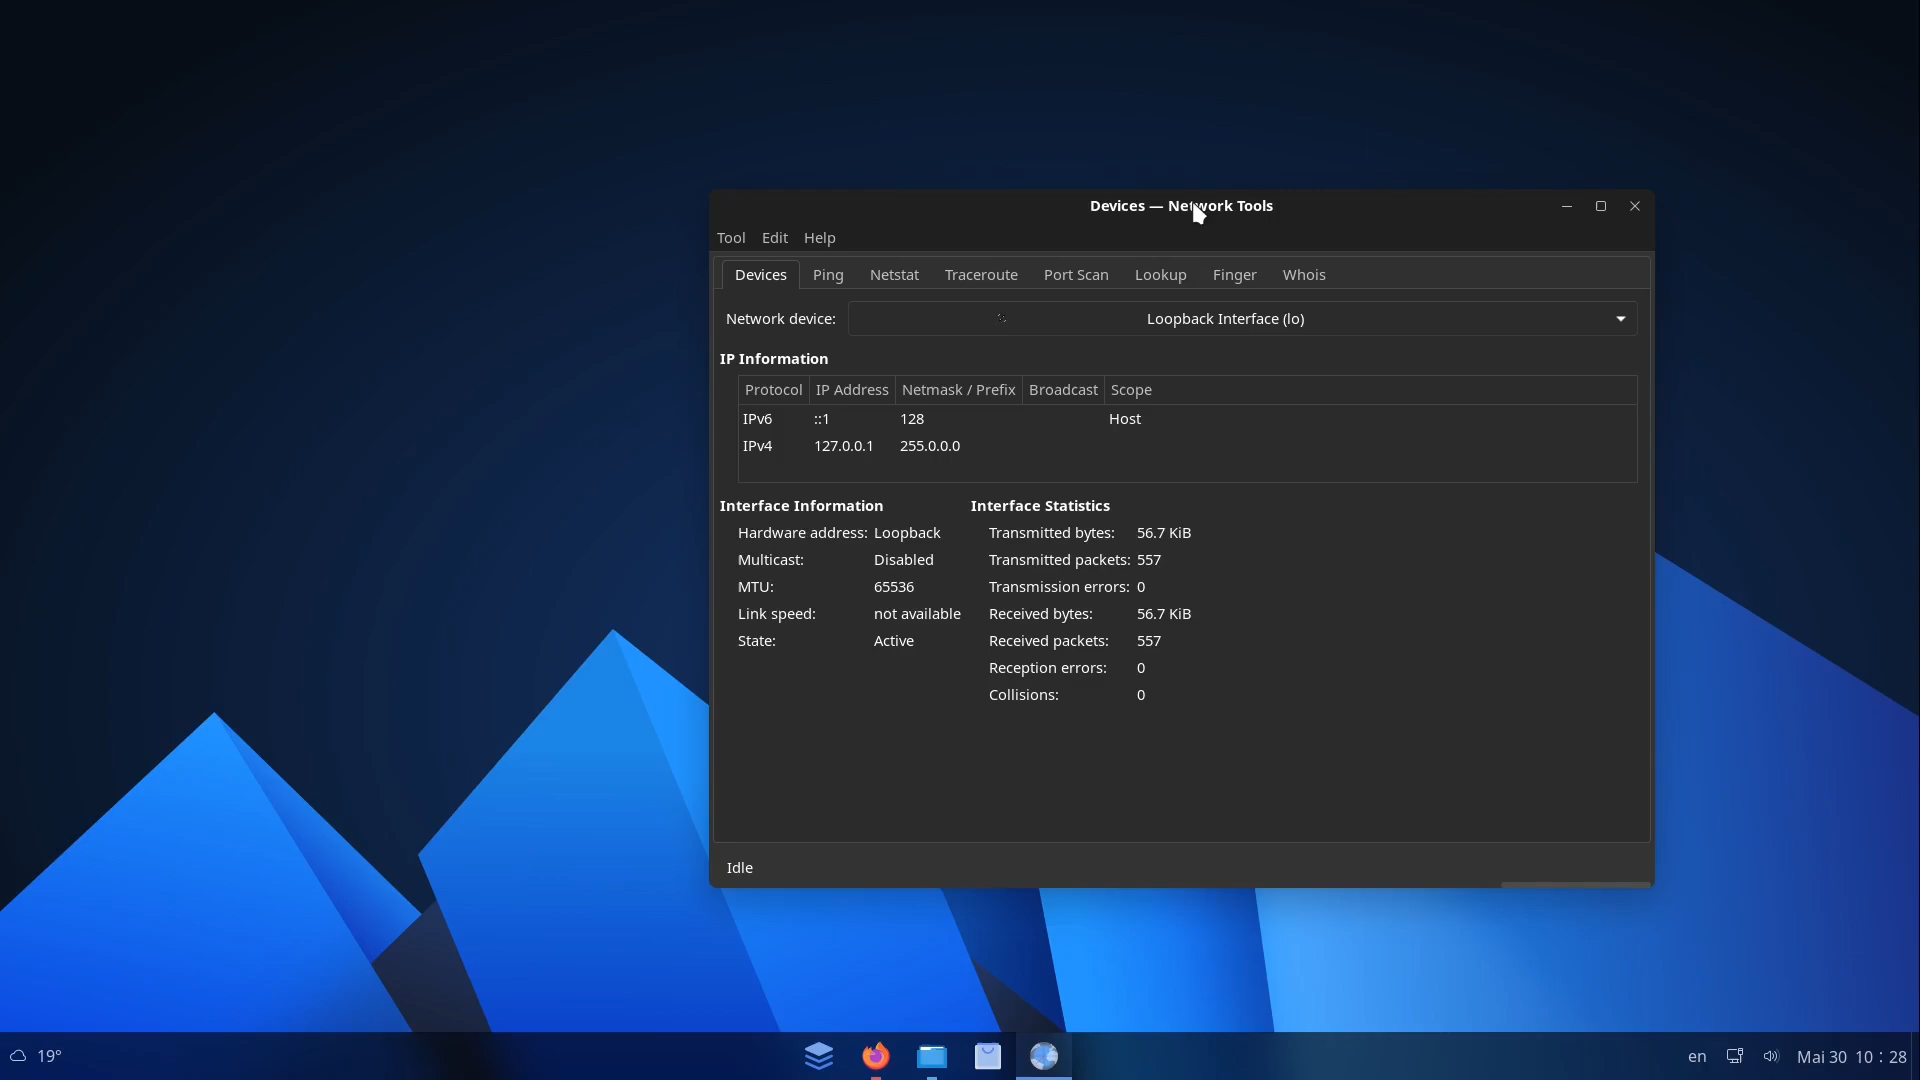 Devices — Network Tools
Tool Edit Help
Devices Ping Netstat Traceroute Port Scan Lookup Finger Whois
Network device: Loopback Interface (lo)
IP Information
Protocol IP Address Netmask / Prefix Broadcast Scope
IPv6 ::1 128 Host
IPv4 127.0.0.1 255.0.0.0
Interface Information Interface Statistics
Hardware address: Loopback Transmitted bytes: 56.7 KiB
Multicast: Disabled Transmitted packets: 557
MTU: 65536 Transmission errors: 0
Link speed: not available Received bytes: 56.7 KiB
State: Active Received packets: 557
Reception errors: 0
Collisions: 0
Idle
19° en Mai 30 10 : 28